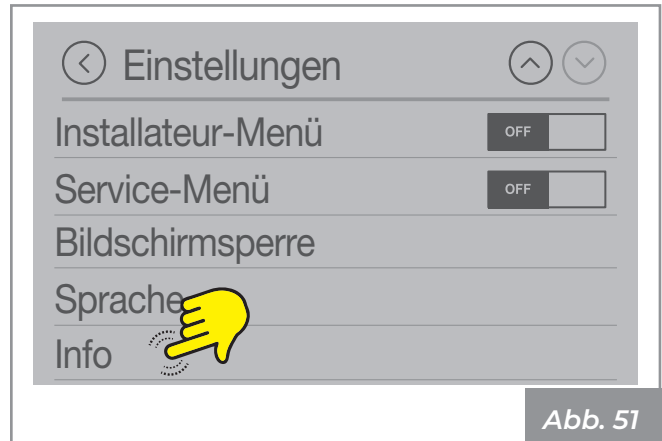 Einstellungen
Installateur-Menü OFF
Service-Menü OFF
Bildschirmsperre
Sprache
Info
Abb. 51